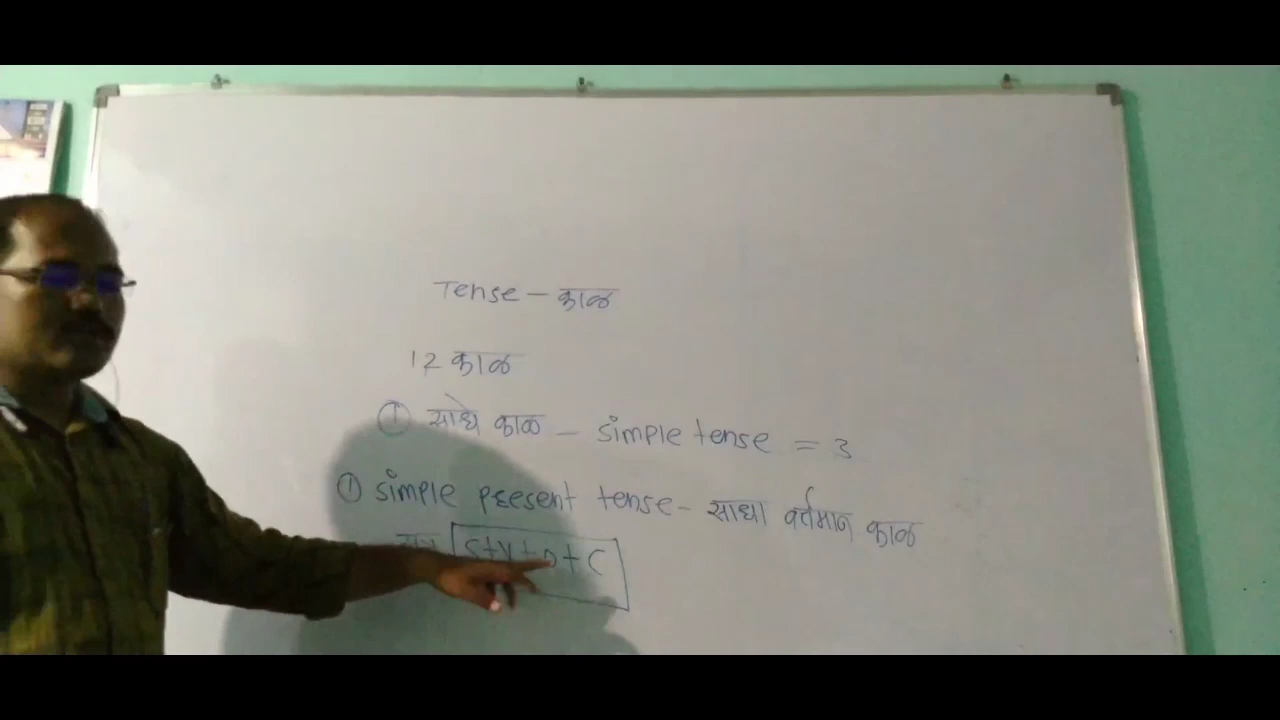 Tense - काळ
12 काळ
① साधे काळ - simple tense = 3
① simple present tense - साधा वर्तमान काळ
S+V+O+C